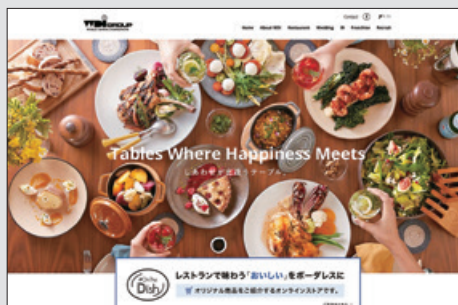 WDI GROUP
Contact
Home About WDI Restaurant Wedding IR Franchise Recruit
Tables Where Happiness Meets
しあわせが出逢うテーブル。
Dish
レストランで味わう「おいしい」をボーダレスに
オリジナル商品をご紹介するオンラインストアです。